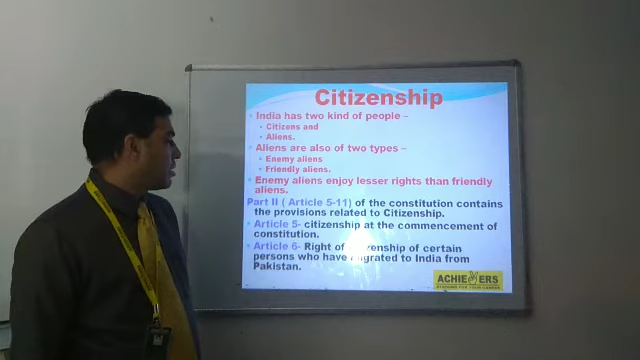 Citizenship
India has two kind of people –
Citizens and
Aliens.
Aliens are also of two types –
Enemy aliens
Friendly aliens.
Enemy aliens enjoy lesser rights than friendly
aliens.
Part II ( Article 5-11) of the constitution contains
the provisions related to Citizenship.
Article 5- citizenship at the commencement of
constitution.
Article 6- Right of citizenship of certain
persons who have migrated to India from
Pakistan.
ACHIEVERS